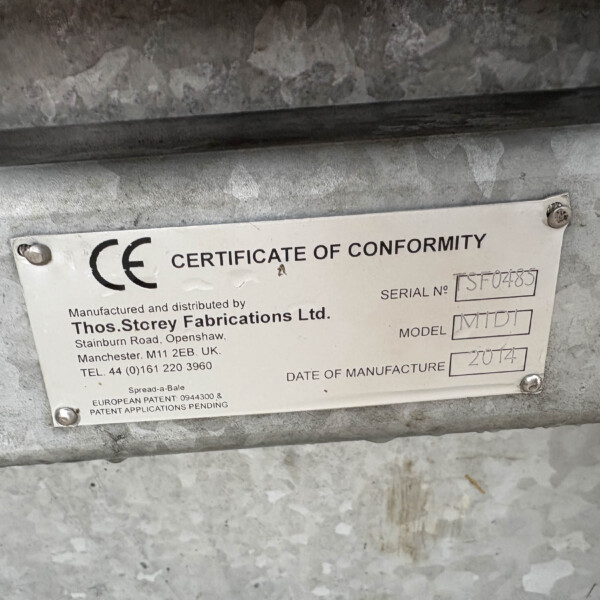 CE CERTIFICATE OF CONFORMITY
Manufactured and distributed by
Thos.Storey Fabrications Ltd.
Stainburn Road, Openshaw,
Manchester. M11 2EB, UK.
TEL. 44 (0)161 220 3960
Spread-a-Bale
EUROPEAN PATENT: 0944300 &
PATENT APPLICATIONS PENDING
SERIAL Nº TSF0485
MODEL MIDI
DATE OF MANUFACTURE 2014